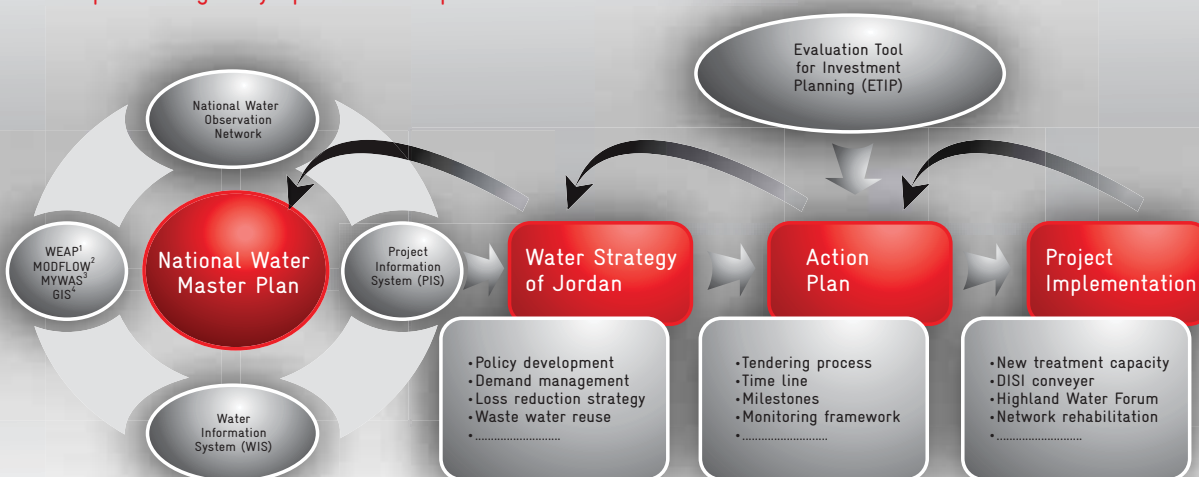 Evaluation Tool
for Investment
Planning (ETIP)
National Water
Observation
Network
WEAP¹
MODFLOW²
MYWAS³
GIS⁴
National Water
Master Plan
Project
Information
System (PIS)
Water
Information
System (WIS)
Water Strategy
of Jordan
•Policy development
•Demand management
•Loss reduction strategy
•Waste water reuse
•............................
Action
Plan
•Tendering process
•Time line
•Milestones
•Monitoring framework
•............................
Project
Implementation
•New treatment capacity
•DISI conveyer
•Highland Water Forum
•Network rehabilitation
•............................